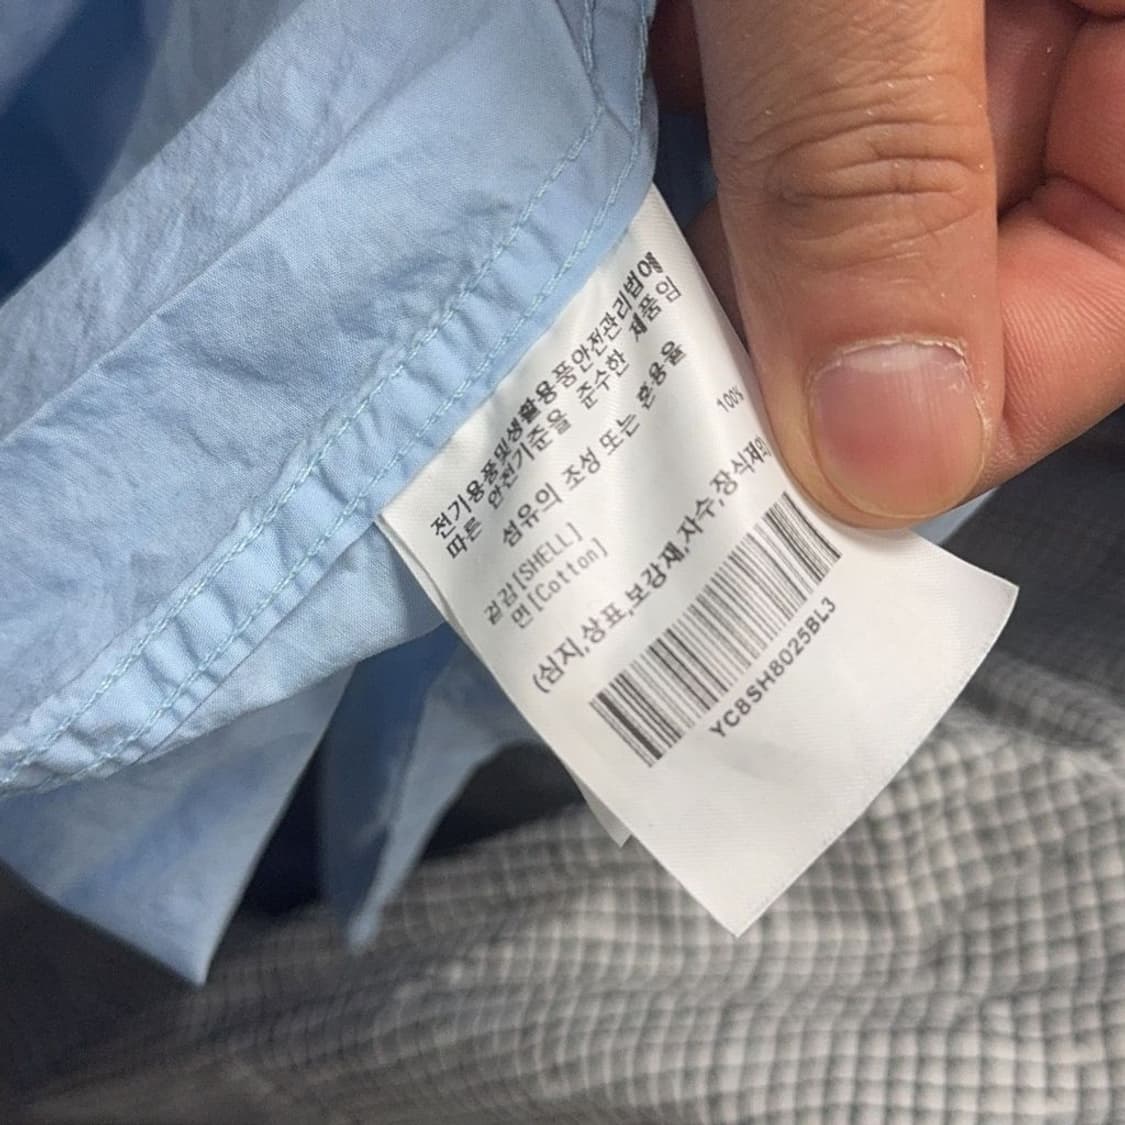 전기용품및생활용품안전관리법에
따른 안전기준을 준수한 제품임
섬유의 조성 또는 혼용율
겉감[SHELL]
면[Cotton] 100%
(심지,상표,보강재,자수,장식제외
YC8SH8025BL3